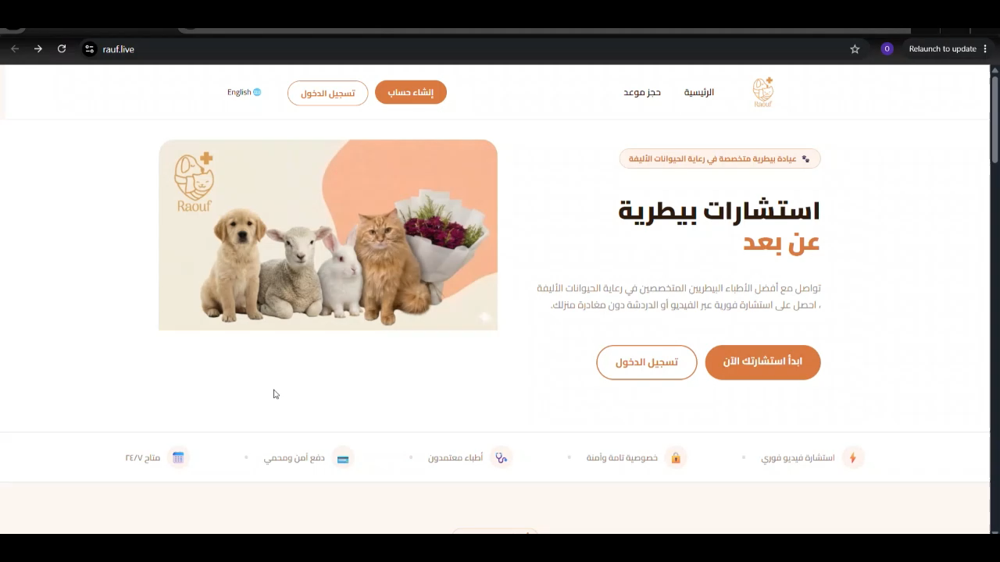 rauf.live
O
Relaunch to update
Raouf
الرئيسية
حجز موعد
إنشاء حساب
تسجيل الدخول
English
عيادة بيطرية متخصصة في رعاية الحيوانات الأليفة
استشارات بيطرية
عن بعد
تواصل مع أفضل الأطباء البيطريين المتخصصين في رعاية الحيوانات الأليفة
، احصل على استشارة فورية عبر الفيديو أو الدردشة دون مغادرة منزلك.
ابدأ استشارتك الآن
تسجيل الدخول
Raouf
استشارة فيديو فوري
خصوصية تامة وآمنة
أطباء معتمدون
دفع آمن ومحمي
متاح ٢٤/٧